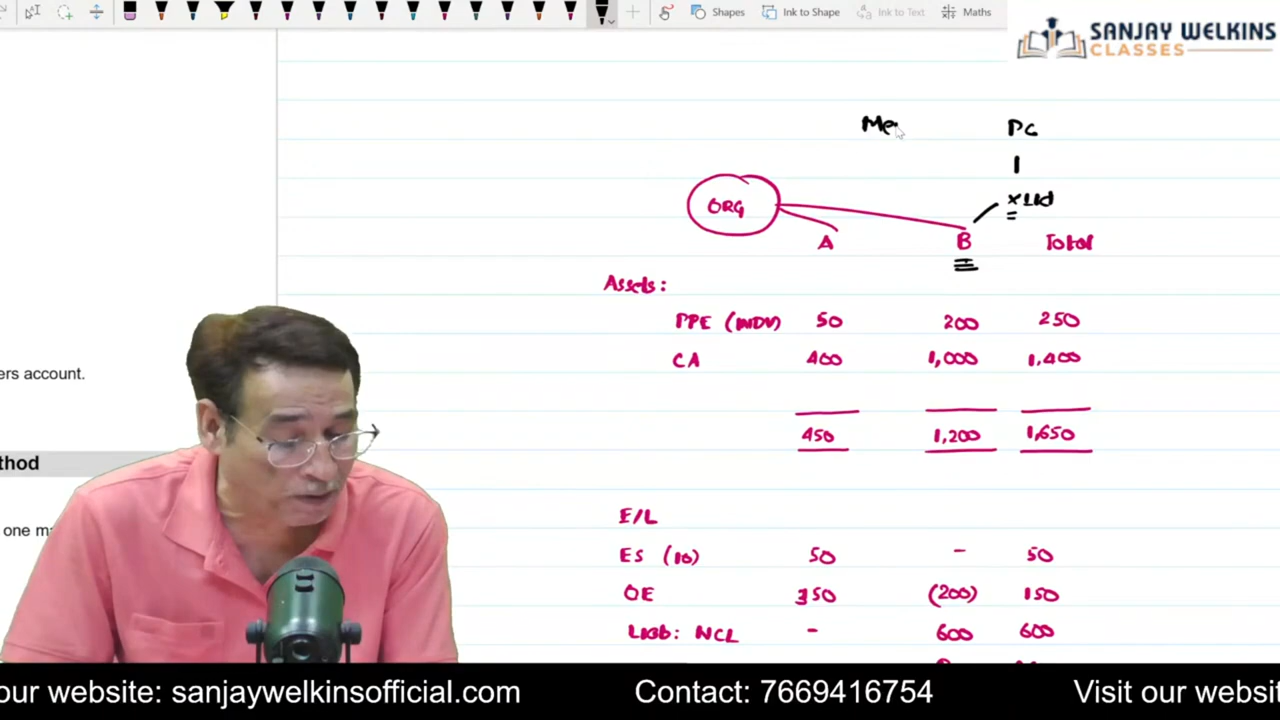 Shapes Ink to Shape Ink to Text Maths
SANJAY WELKINS
CLASSES
Me PC
ORG X Ltd
A B Total
Assets:
PPE (WDV) 50 200 250
CA 400 1,000 1,400
ers account.
450 1,200 1,650
thod
E/L
one m
ES (10) 50 - 50
OE 350 (200) 150
Liab: NCL - 600 600
our website: sanjaywelkinsofficial.com Contact: 7669416754 Visit our websi